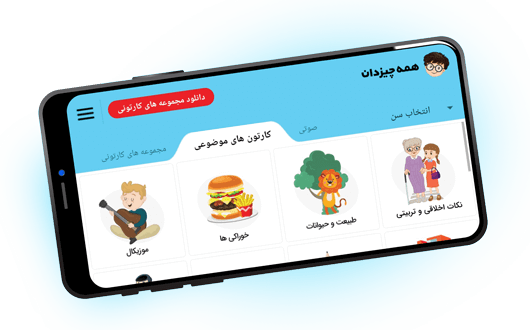 همه چیزدان
دانلود مجموعه های کارتونی
انتخاب سن
صوتی
کارتون های موضوعی
مجموعه های کارتونی
نکات اخلاقی و تربیتی
طبیعت و حیوانات
خوراکی ها
موزیکال